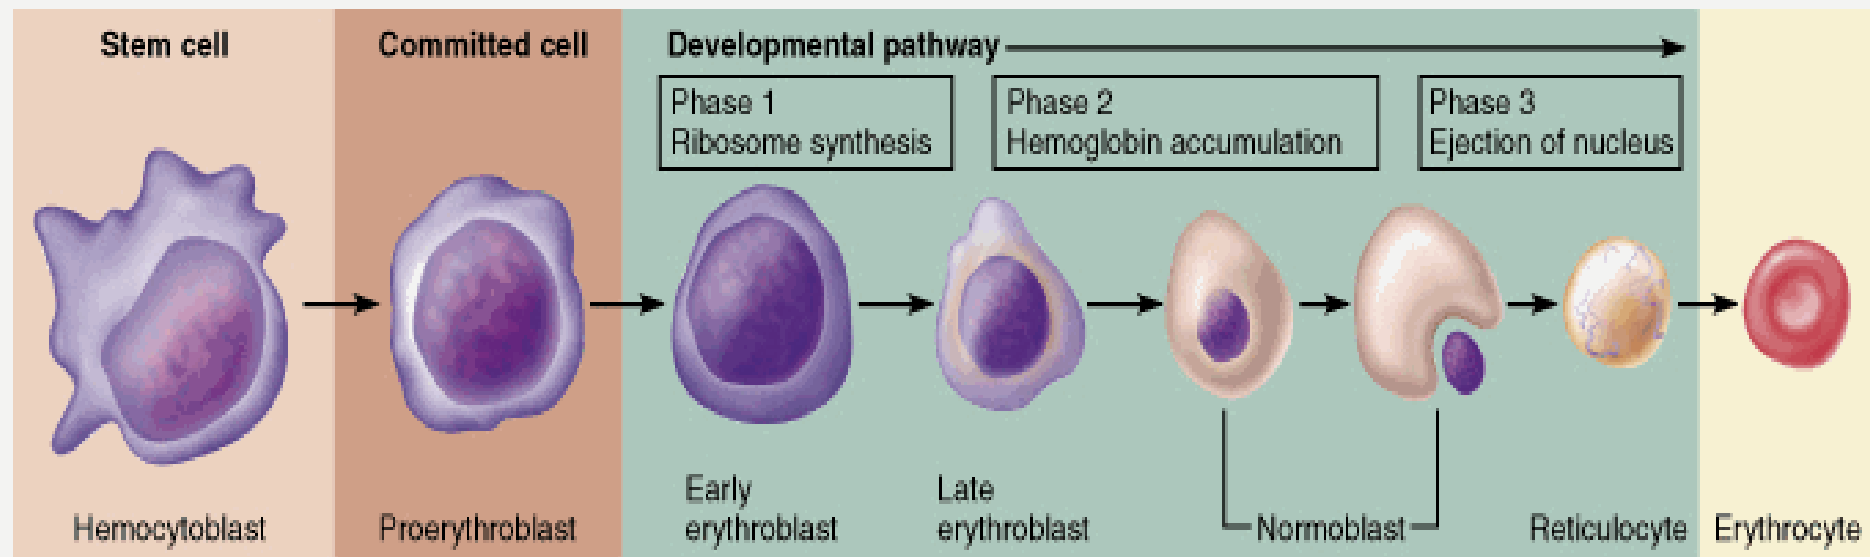 Stem cell
Committed cell
Developmental pathway
Phase 1
Ribosome synthesis
Phase 2
Hemoglobin accumulation
Phase 3
Ejection of nucleus
Hemocytoblast
Proerythroblast
Early
erythroblast
Late
erythroblast
Normoblast
Reticulocyte
Erythrocyte